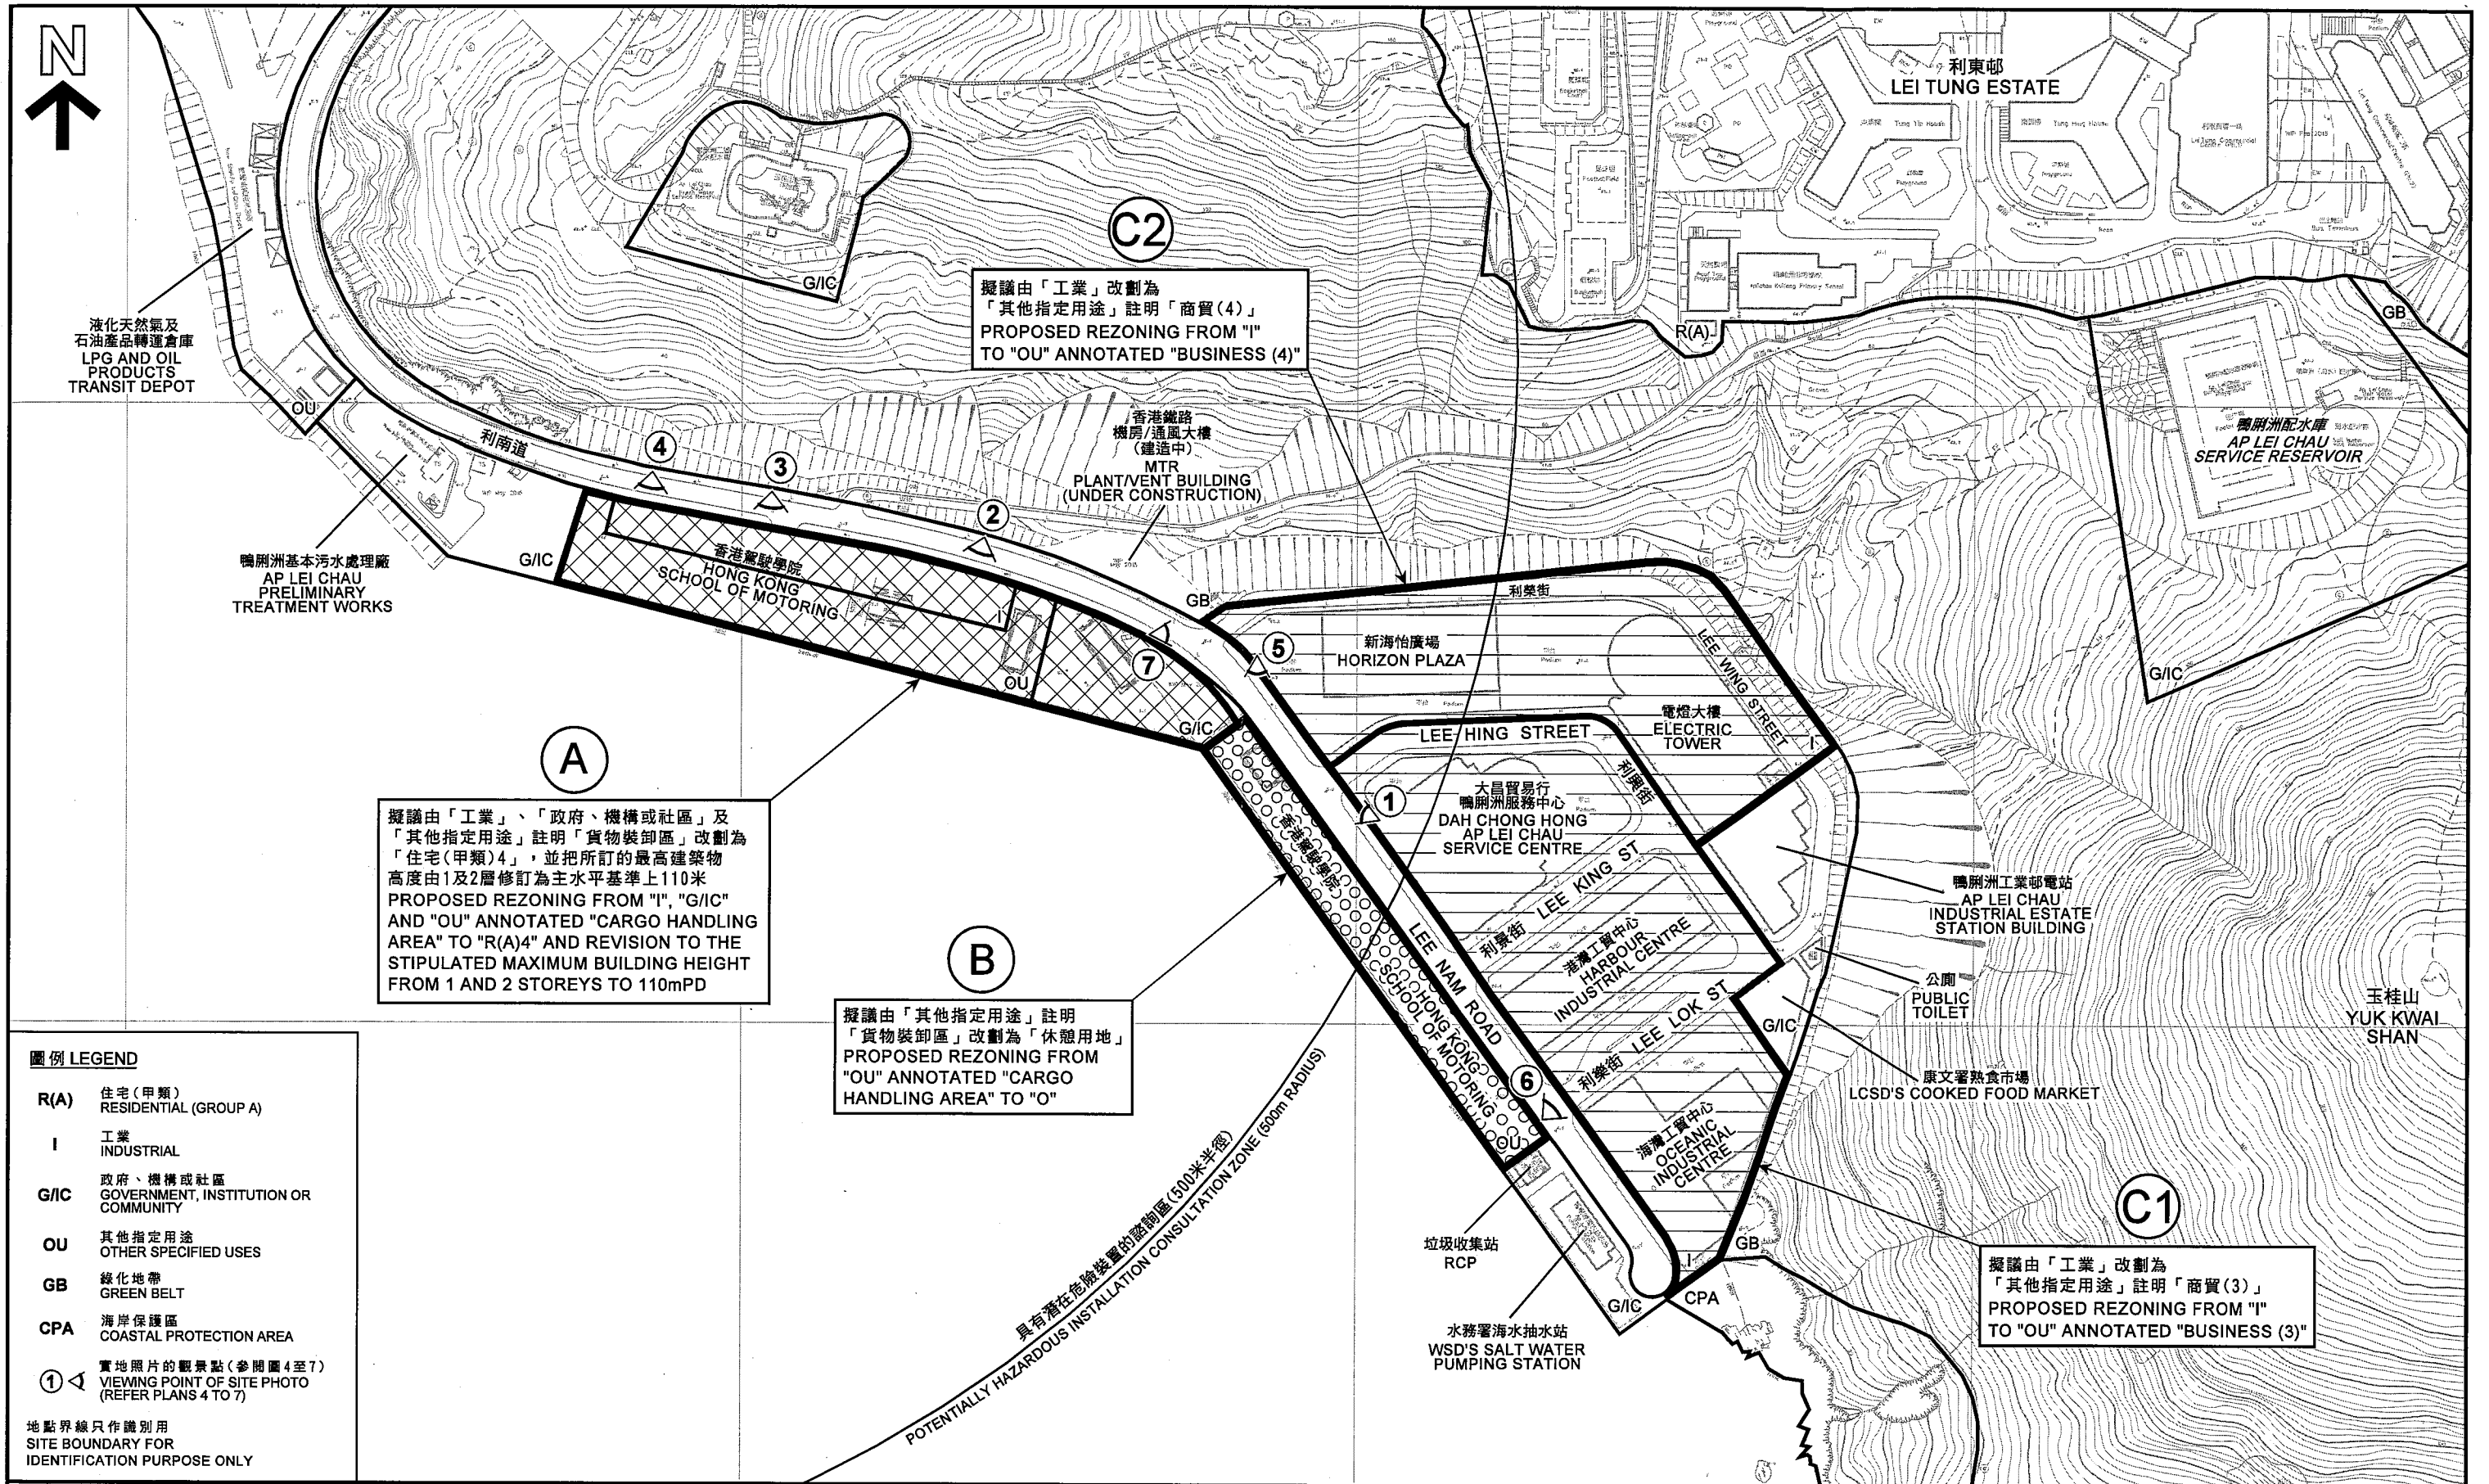 N
利東邨
LEI TUNG ESTATE
Tung Yip House
Tung Hing House
C2
擬議由「工業」改劃為
「其他指定用途」註明「商貿(4)」
PROPOSED REZONING FROM "I"
TO "OU" ANNOTATED "BUSINESS (4)"
G/IC
R(A)
GB
液化天然氣及
石油產品轉運倉庫
LPG AND OIL
PRODUCTS
TRANSIT DEPOT
OU
利南道
4
3
2
香港鐵路
機房/通風大樓
(建造中)
MTR
PLANT/VENT BUILDING
(UNDER CONSTRUCTION)
鴨脷洲配水庫
AP LEI CHAU
SERVICE RESERVOIR
G/IC
鴨脷洲基本污水處理廠
AP LEI CHAU
PRELIMINARY
TREATMENT WORKS
G/IC
香港駕駛學院
HONG KONG
SCHOOL OF MOTORING
I
OU
7
G/IC
GB
5
利榮街
LEE WING STREET
新海怡廣場
HORIZON PLAZA
Podium
電燈大樓
ELECTRIC
TOWER
I
LEE HING STREET
利興街
1
大昌貿易行
鴨脷洲服務中心
DAH CHONG HONG
AP LEI CHAU
SERVICE CENTRE
A
擬議由「工業」、「政府、機構或社區」及
「其他指定用途」註明「貨物裝卸區」改劃為
「住宅(甲類)4」，並把所訂的最高建築物
高度由1及2層修訂為主水平基準上110米
PROPOSED REZONING FROM "I", "G/IC"
AND "OU" ANNOTATED "CARGO HANDLING
AREA" TO "R(A)4" AND REVISION TO THE
STIPULATED MAXIMUM BUILDING HEIGHT
FROM 1 AND 2 STOREYS TO 110mPD
B
擬議由「其他指定用途」註明
「貨物裝卸區」改劃為「休憩用地」
PROPOSED REZONING FROM
"OU" ANNOTATED "CARGO
HANDLING AREA" TO "O"
香港駕駛學院
HONG KONG
SCHOOL OF MOTORING
LEE NAM ROAD
利景街 LEE KING ST
港灣工貿中心
HARBOUR
INDUSTRIAL CENTRE
利樂街 LEE LOK ST
6
OU
海灣工貿中心
OCEANIC
INDUSTRIAL
CENTRE
鴨脷洲工業邨電站
AP LEI CHAU
INDUSTRIAL ESTATE
STATION BUILDING
公廁
PUBLIC
TOILET
G/IC
康文署熟食市場
LCSD'S COOKED FOOD MARKET
玉桂山
YUK KWAI
SHAN
C1
擬議由「工業」改劃為
「其他指定用途」註明「商貿(3)」
PROPOSED REZONING FROM "I"
TO "OU" ANNOTATED "BUSINESS (3)"
GB
I
CPA
G/IC
垃圾收集站
RCP
水務署海水抽水站
WSD'S SALT WATER
PUMPING STATION
具有潛在危險裝置的諮詢區(500米半徑)
POTENTIALLY HAZARDOUS INSTALLATION CONSULTATION ZONE (500m RADIUS)
圖例 LEGEND
R(A) 住宅(甲類)
RESIDENTIAL (GROUP A)
I 工業
INDUSTRIAL
G/IC 政府、機構或社區
GOVERNMENT, INSTITUTION OR
COMMUNITY
OU 其他指定用途
OTHER SPECIFIED USES
GB 綠化地帶
GREEN BELT
CPA 海岸保護區
COASTAL PROTECTION AREA
1 實地照片的觀景點(參閱圖4至7)
VIEWING POINT OF SITE PHOTO
(REFER PLANS 4 TO 7)
地點界線只作識別用
SITE BOUNDARY FOR
IDENTIFICATION PURPOSE ONLY